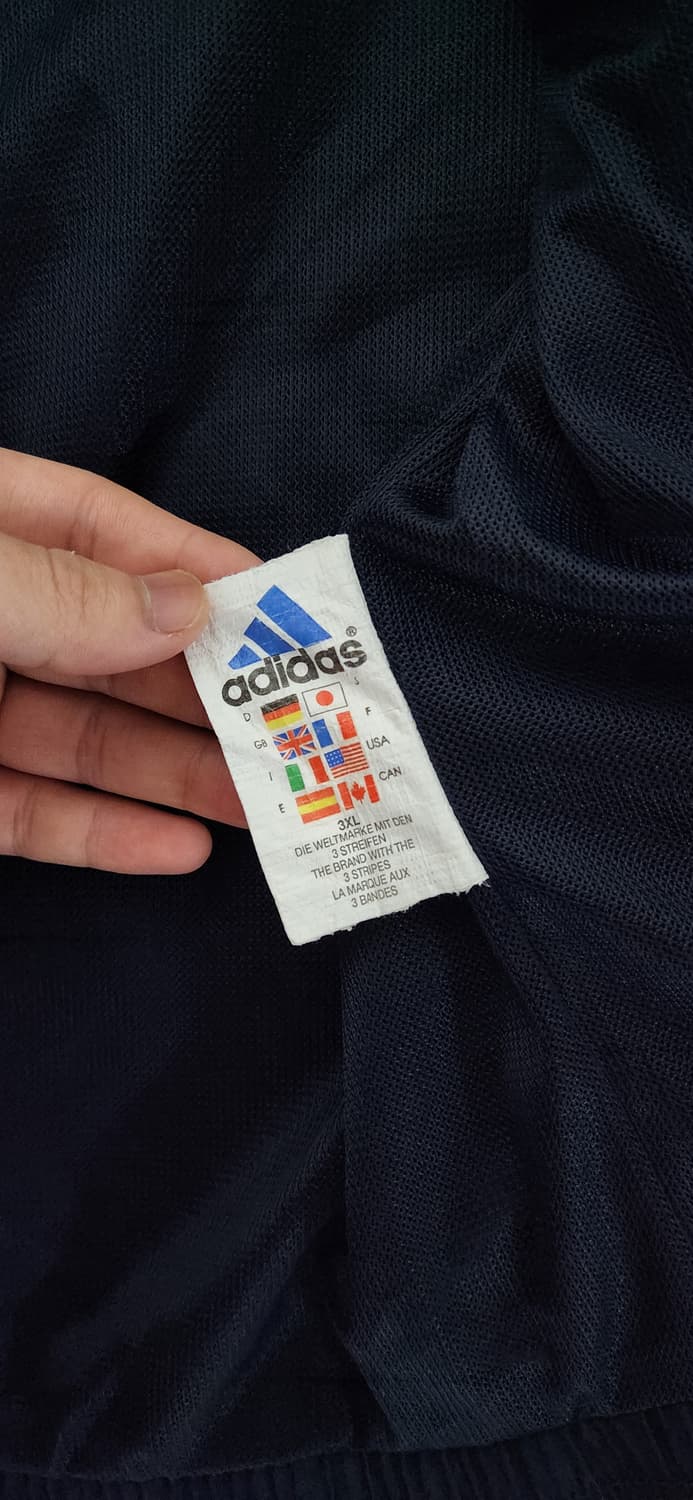 adidas®
D J
GB F
I USA
E CAN
3XL
DIE WELTMARKE MIT DEN
3 STREIFEN
THE BRAND WITH THE
3 STRIPES
LA MARQUE AUX
3 BANDES